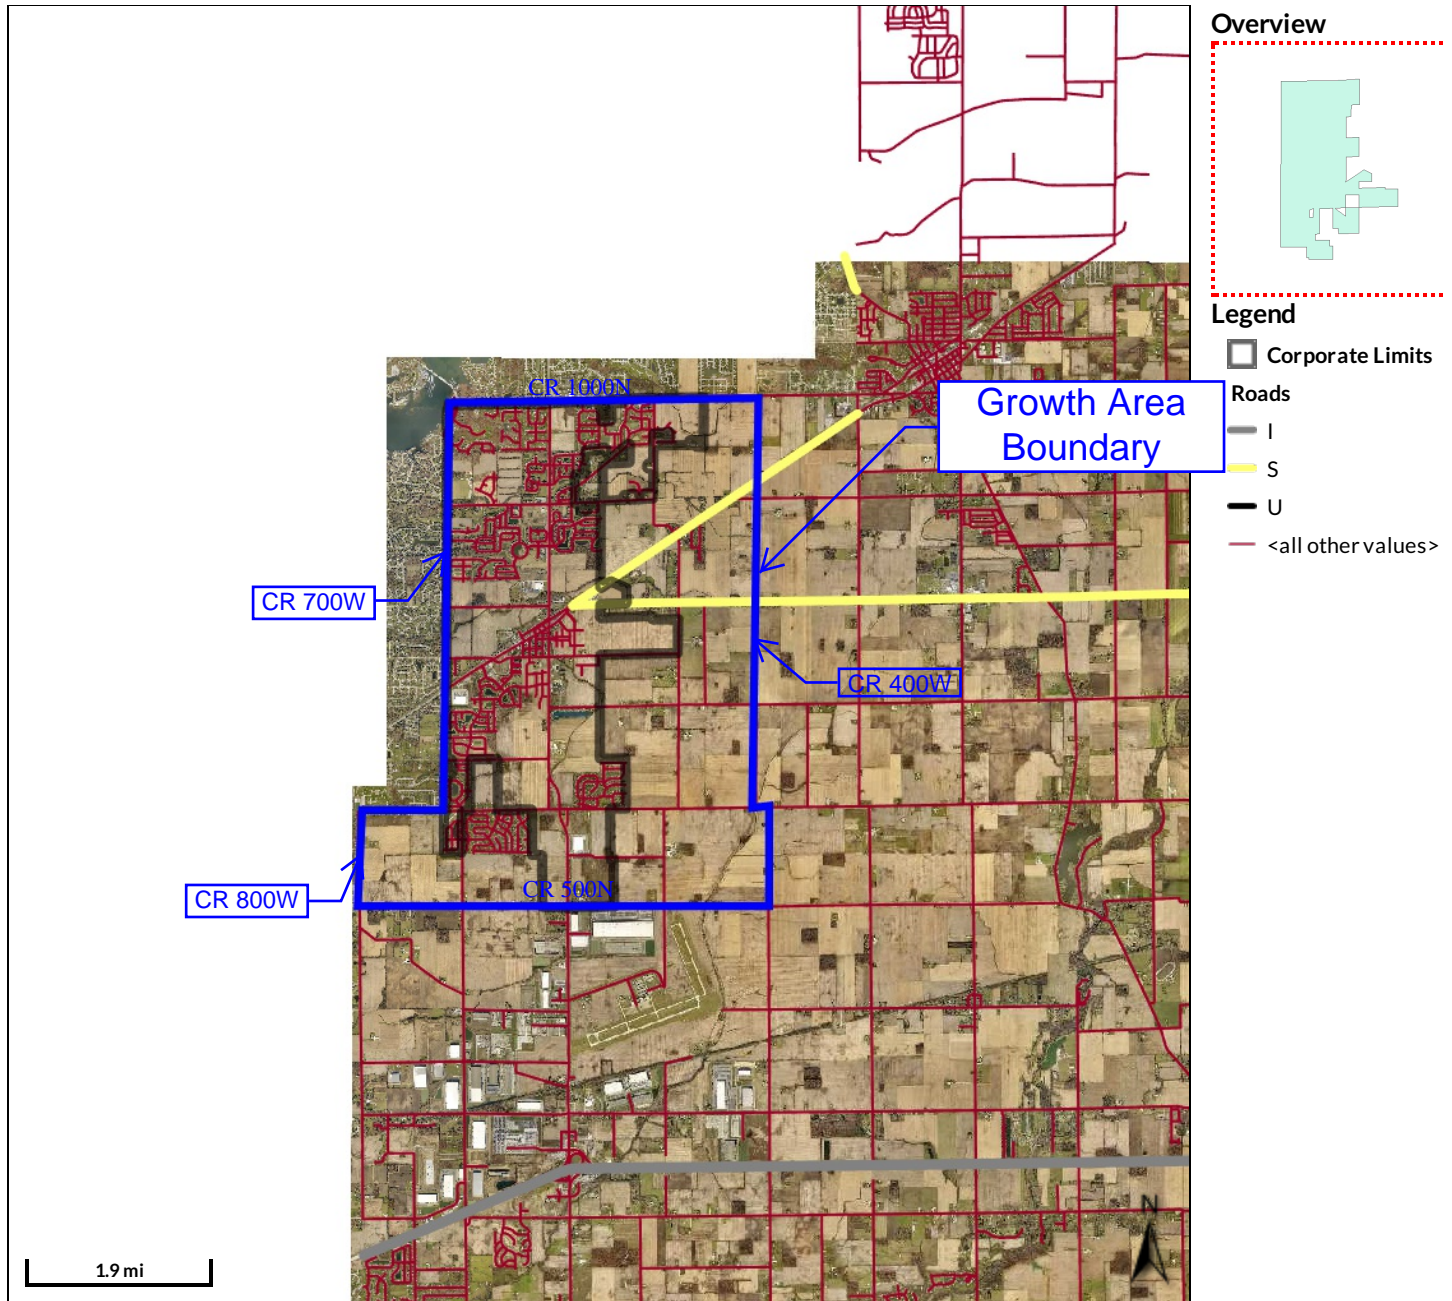 Overview
Legend
Corporate Limits
Roads
I
S
U
<all other values>
CR 1000N
Growth Area
Boundary
CR 700W
CR 400W
CR 800W
CR 500N
N
1.9 mi